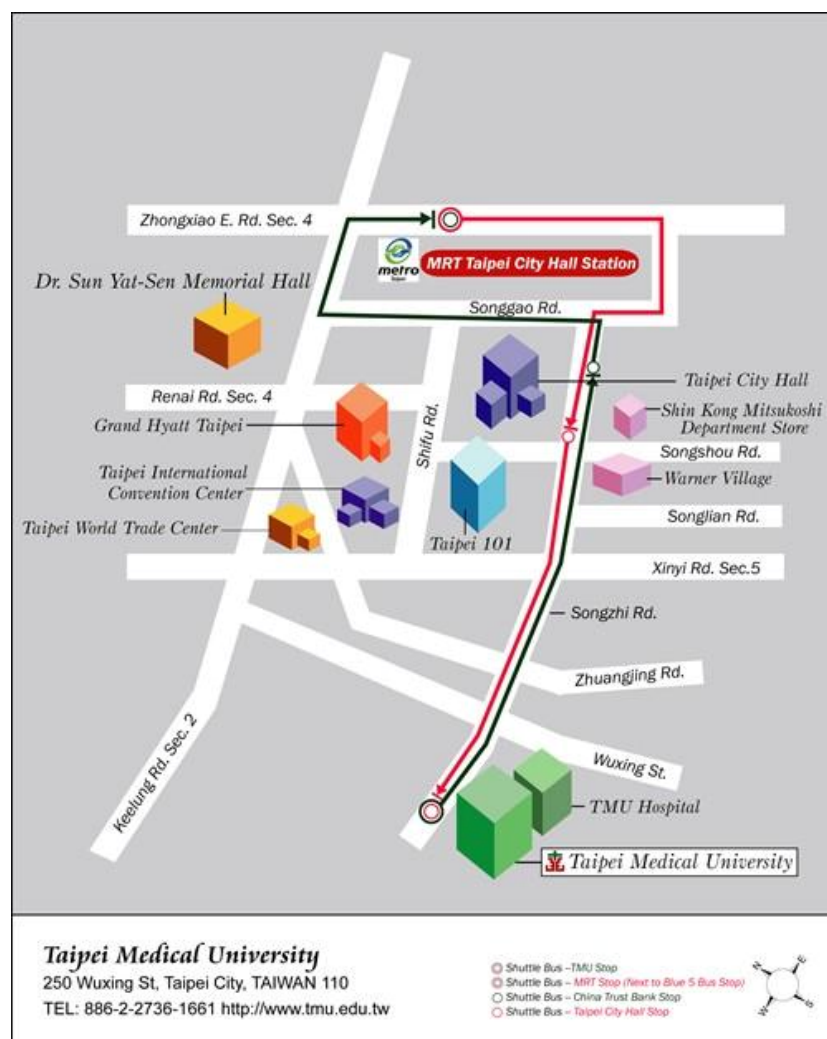 Zhongxiao E. Rd. Sec. 4
metro
Taipei
MRT Taipei City Hall Station
Dr. Sun Yat-Sen Memorial Hall
Songgao Rd.
Taipei City Hall
Renai Rd. Sec. 4
Grand Hyatt Taipei
Shin Kong Mitsukoshi
Department Store
Shifu Rd.
Songshou Rd.
Taipei International
Convention Center
Warner Village
Taipei World Trade Center
Taipei 101
Songlian Rd.
Xinyi Rd. Sec.5
Songzhi Rd.
Zhuangjing Rd.
Keelung Rd. Sec. 2
Wuxing St.
TMU Hospital
Taipei Medical University
Taipei Medical University
250 Wuxing St, Taipei City, TAIWAN 110
TEL: 886-2-2736-1661 http://www.tmu.edu.tw
Shuttle Bus –TMU Stop
Shuttle Bus – MRT Stop (Next to Blue 5 Bus Stop)
Shuttle Bus – China Trust Bank Stop
Shuttle Bus – Taipei City Hall Stop
N
E
W
S